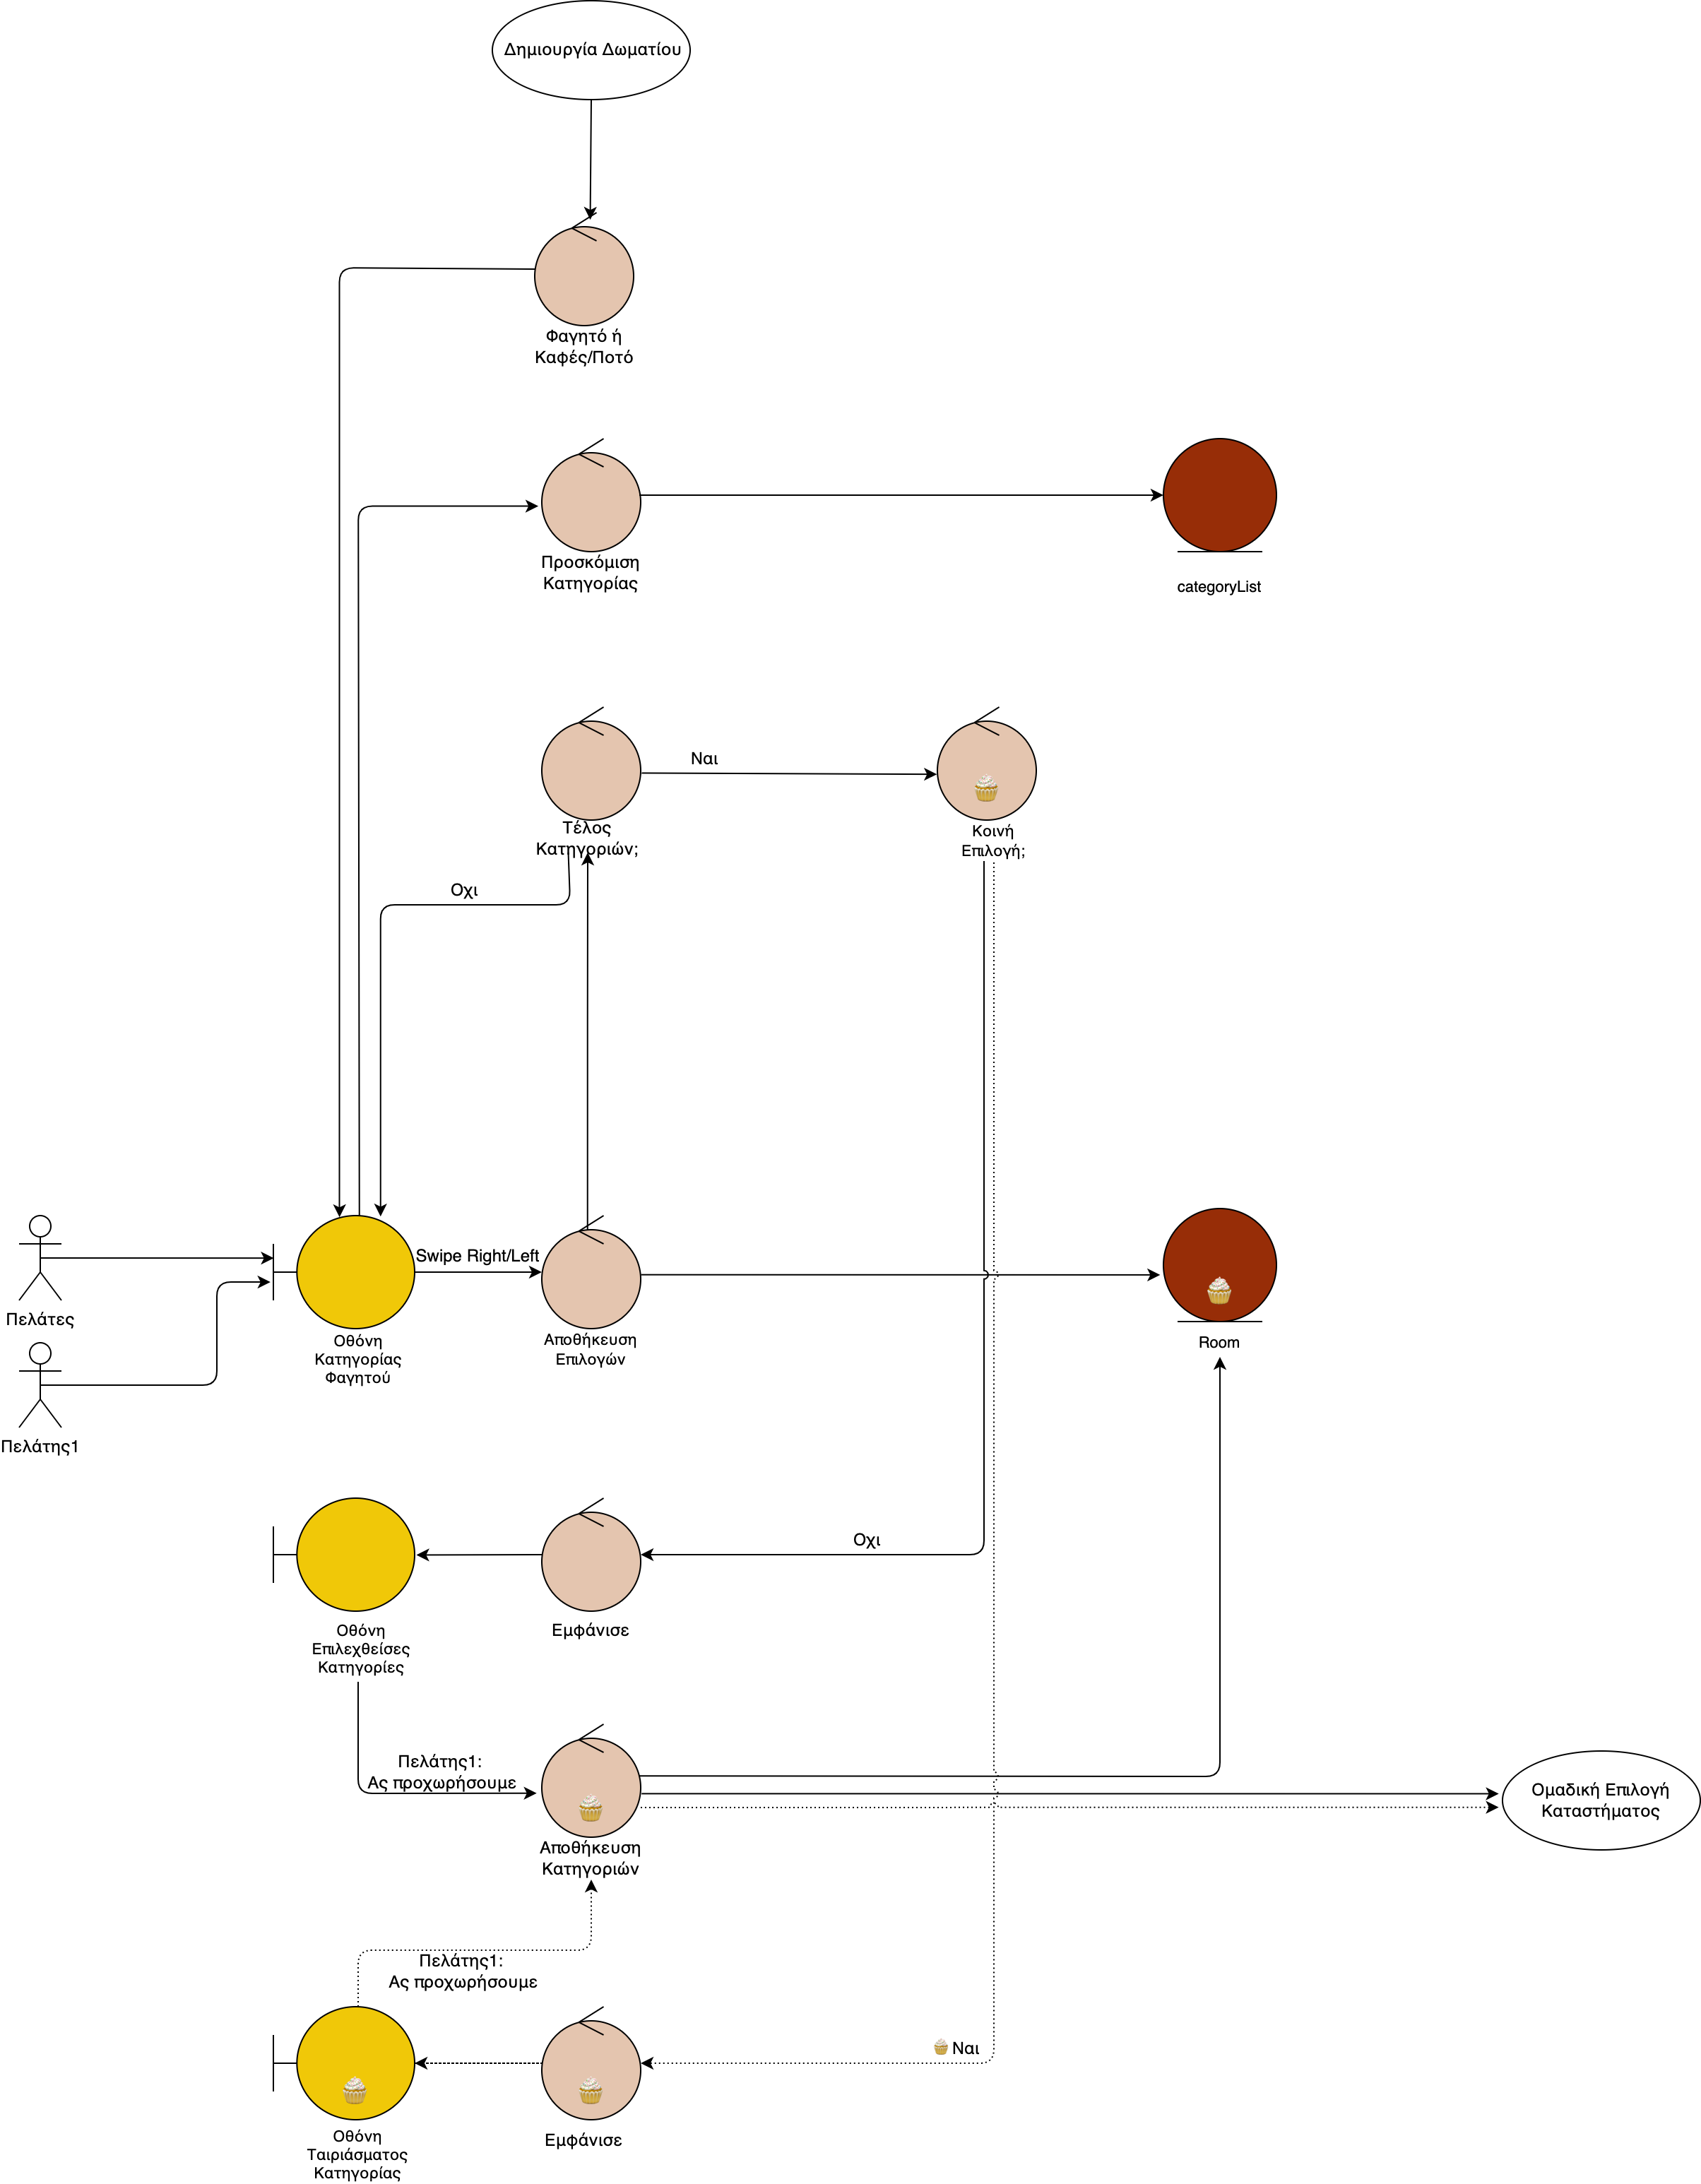 Δημιουργία Δωματίου
Φαγητό ή
Καφές/Ποτό
Προσκόμιση
Κατηγορίας
categoryList
Ναι
Τέλος
Κατηγοριών;
Κοινή
Επιλογή;
Οχι
Swipe Right/Left
Πελάτες
Οθόνη
Κατηγορίας
Φαγητού
Αποθήκευση
Επιλογών
Room
Πελάτης1
Οχι
Οθόνη
Επιλεχθείσες
Κατηγορίες
Εμφάνισε
Πελάτης1:
Ας προχωρήσουμε
Ομαδική Επιλογή
Καταστήματος
Αποθήκευση
Κατηγοριών
Πελάτης1:
Ας προχωρήσουμε
Ναι
Οθόνη
Ταιριάσματος
Κατηγορίας
Εμφάνισε